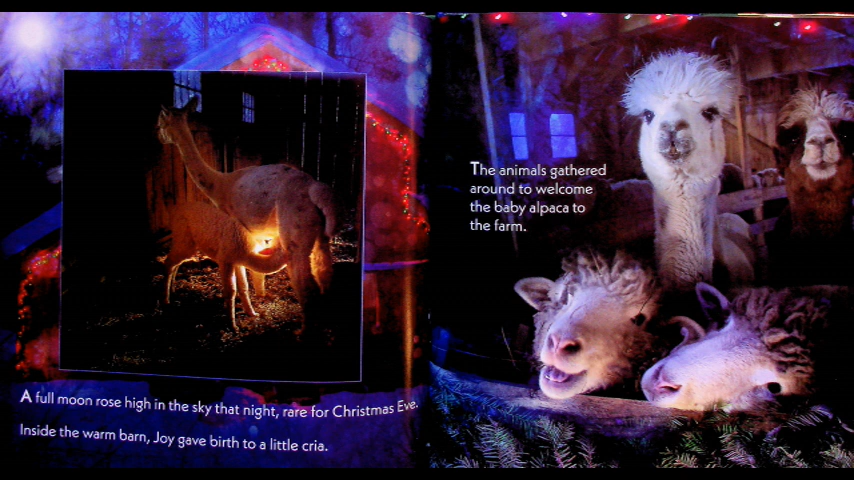 A full moon rose high in the sky that night, rare for Christmas Eve.
Inside the warm barn, Joy gave birth to a little cria.
The animals gathered
around to welcome
the baby alpaca to
the farm.